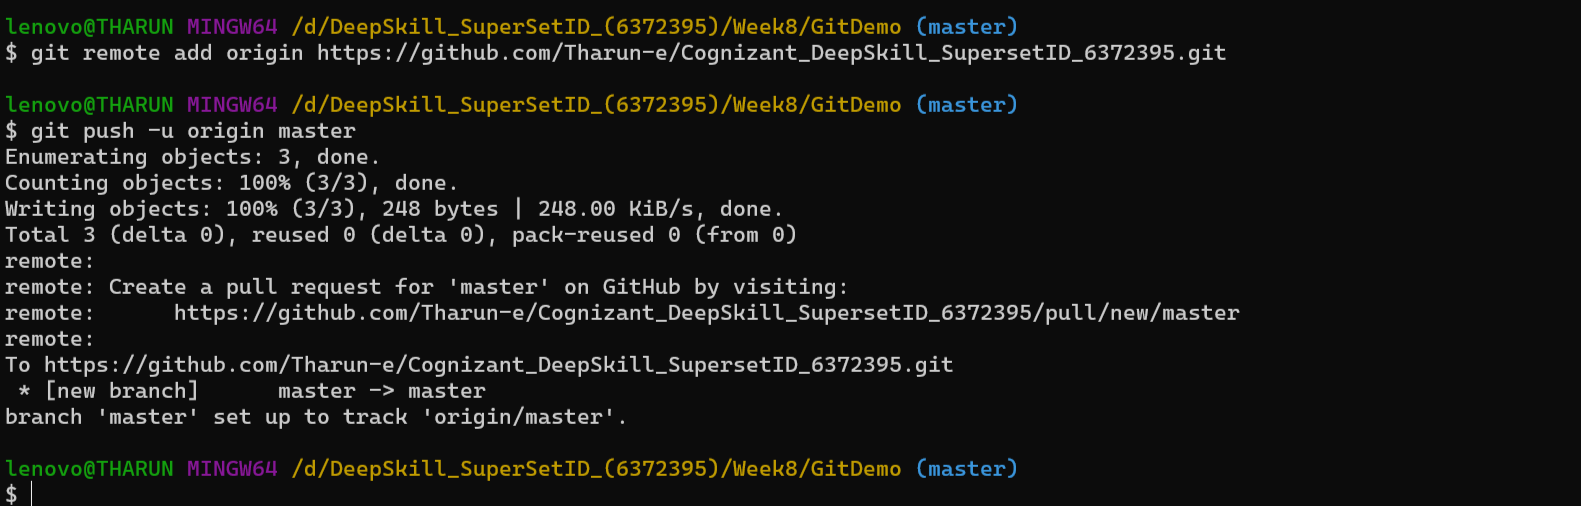 lenovo@THARUN MINGW64 /d/DeepSkill_SuperSetID_(6372395)/Week8/GitDemo (master)
$ git remote add origin https://github.com/Tharun-e/Cognizant_DeepSkill_SupersetID_6372395.git
lenovo@THARUN MINGW64 /d/DeepSkill_SuperSetID_(6372395)/Week8/GitDemo (master)
$ git push -u origin master
Enumerating objects: 3, done.
Counting objects: 100% (3/3), done.
Writing objects: 100% (3/3), 248 bytes | 248.00 KiB/s, done.
Total 3 (delta 0), reused 0 (delta 0), pack-reused 0 (from 0)
remote:
remote: Create a pull request for 'master' on GitHub by visiting:
remote:      https://github.com/Tharun-e/Cognizant_DeepSkill_SupersetID_6372395/pull/new/master
remote:
To https://github.com/Tharun-e/Cognizant_DeepSkill_SupersetID_6372395.git
 * [new branch]      master -> master
branch 'master' set up to track 'origin/master'.
lenovo@THARUN MINGW64 /d/DeepSkill_SuperSetID_(6372395)/Week8/GitDemo (master)
$